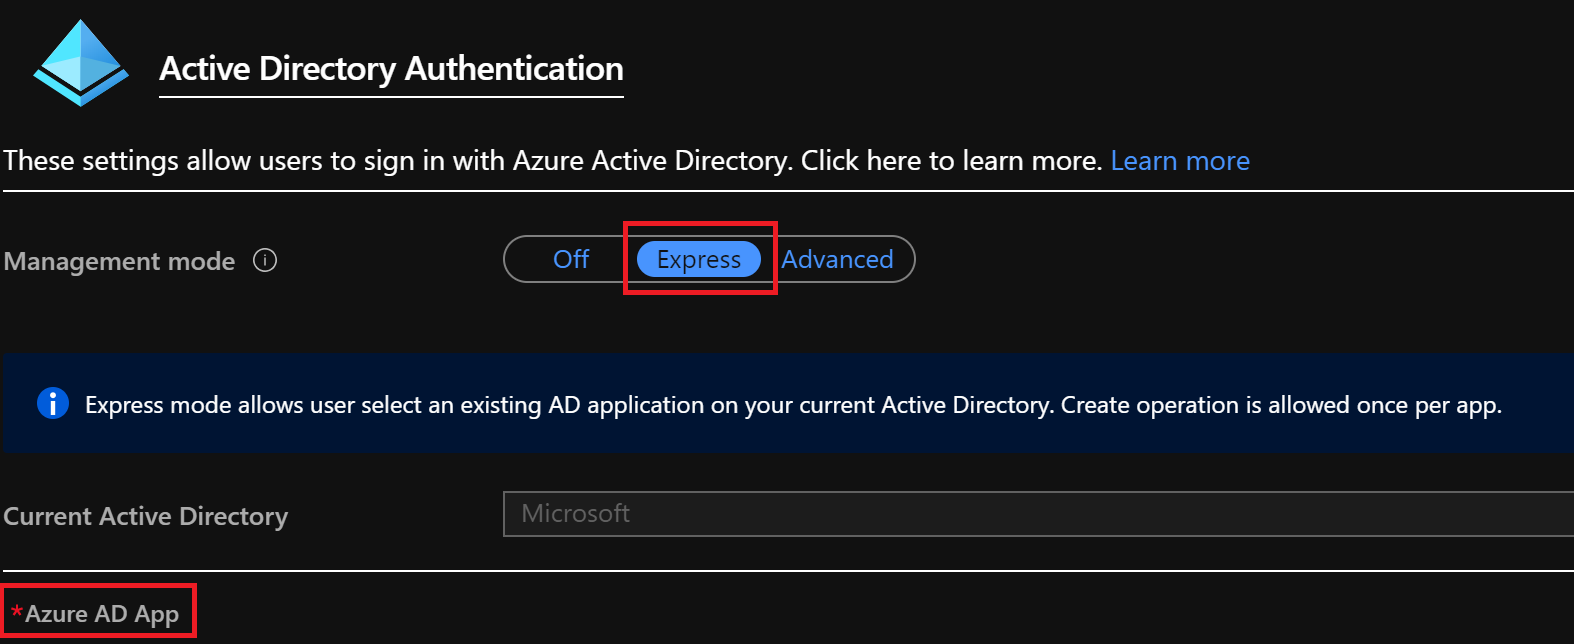 Active Directory Authentication
These settings allow users to sign in with Azure Active Directory. Click here to learn more. Learn more
Management mode Off Express Advanced
Express mode allows user select an existing AD application on your current Active Directory. Create operation is allowed once per app.
Current Active Directory Microsoft
*Azure AD App